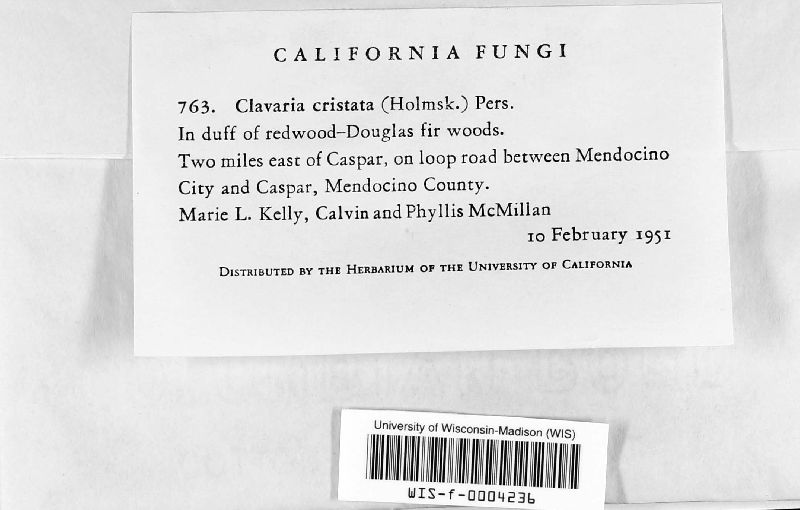 CALIFORNIA FUNGI
763. Clavaria cristata (Holmsk.) Pers.
In duff of redwood–Douglas fir woods.
Two miles east of Caspar, on loop road between Mendocino
City and Caspar, Mendocino County.
Marie L. Kelly, Calvin and Phyllis McMillan
10 February 1951
Distributed by the Herbarium of the University of California
University of Wisconsin-Madison (WIS)
WIS-f-0004236